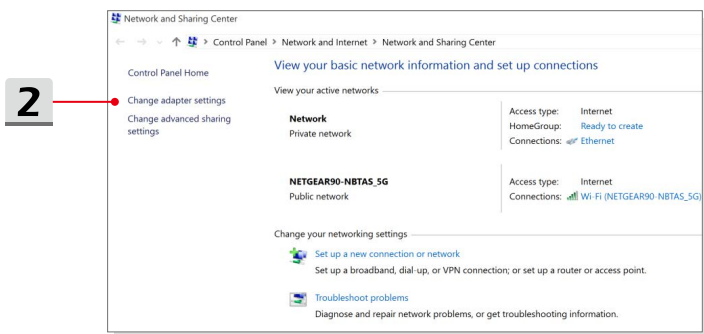 Network and Sharing Center
Control Panel > Network and Internet > Network and Sharing Center
2
Control Panel Home
Change adapter settings
Change advanced sharing
settings
View your basic network information and set up connections
View your active networks
Network
Private network
Access type: Internet
HomeGroup: Ready to create
Connections: Ethernet
NETGEAR90-NBTAS_5G
Public network
Access type: Internet
Connections: Wi-Fi (NETGEAR90-NBTAS_5G)
Change your networking settings
Set up a new connection or network
Set up a broadband, dial-up, or VPN connection; or set up a router or access point.
Troubleshoot problems
Diagnose and repair network problems, or get troubleshooting information.